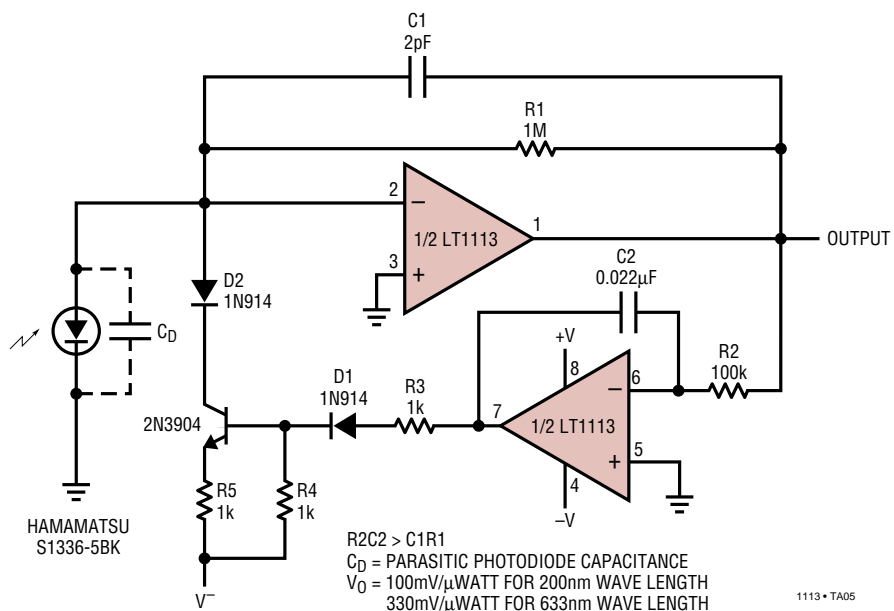 C1
2pF
R1
1M
2
−
1/2 LT1113
1
3
+
OUTPUT
D2
1N914
C2
0.022µF
CD
+V
R2
100k
D1
1N914
R3
1k
8
−
6
7
1/2 LT1113
2N3904
+
5
4
−V
R5
1k
R4
1k
HAMAMATSU
S1336-5BK
V−
R2C2 > C1R1
CD = PARASITIC PHOTODIODE CAPACITANCE
VO = 100mV/µWATT FOR 200nm WAVE LENGTH
330mV/µWATT FOR 633nm WAVE LENGTH
1113 • TA05